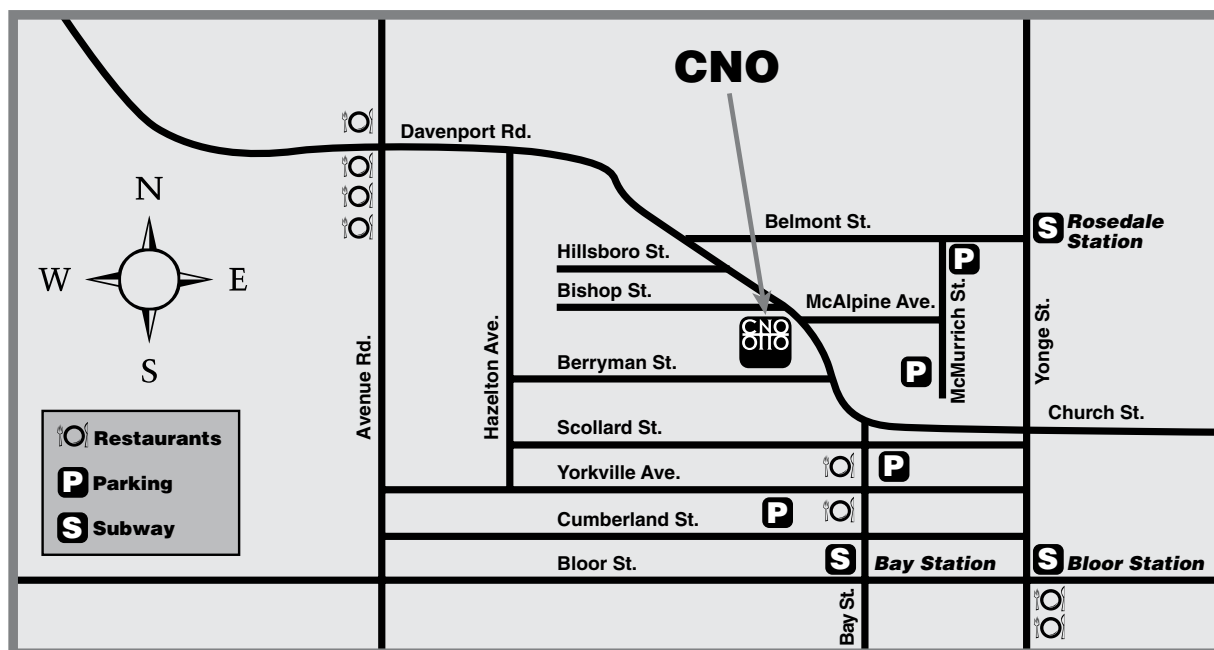 CNO
Davenport Rd.
N
W
E
S
Belmont St.
S Rosedale
Station
Hillsboro St.
P
Bishop St.
McAlpine Ave.
McMurrich St.
Yonge St.
CNO
OIIO
Avenue Rd.
Hazelton Ave.
Berryman St.
P
Church St.
Restaurants
P Parking
S Subway
Scollard St.
Yorkville Ave.
P
Cumberland St.
P
Bloor St.
S Bay Station
S Bloor Station
Bay St.